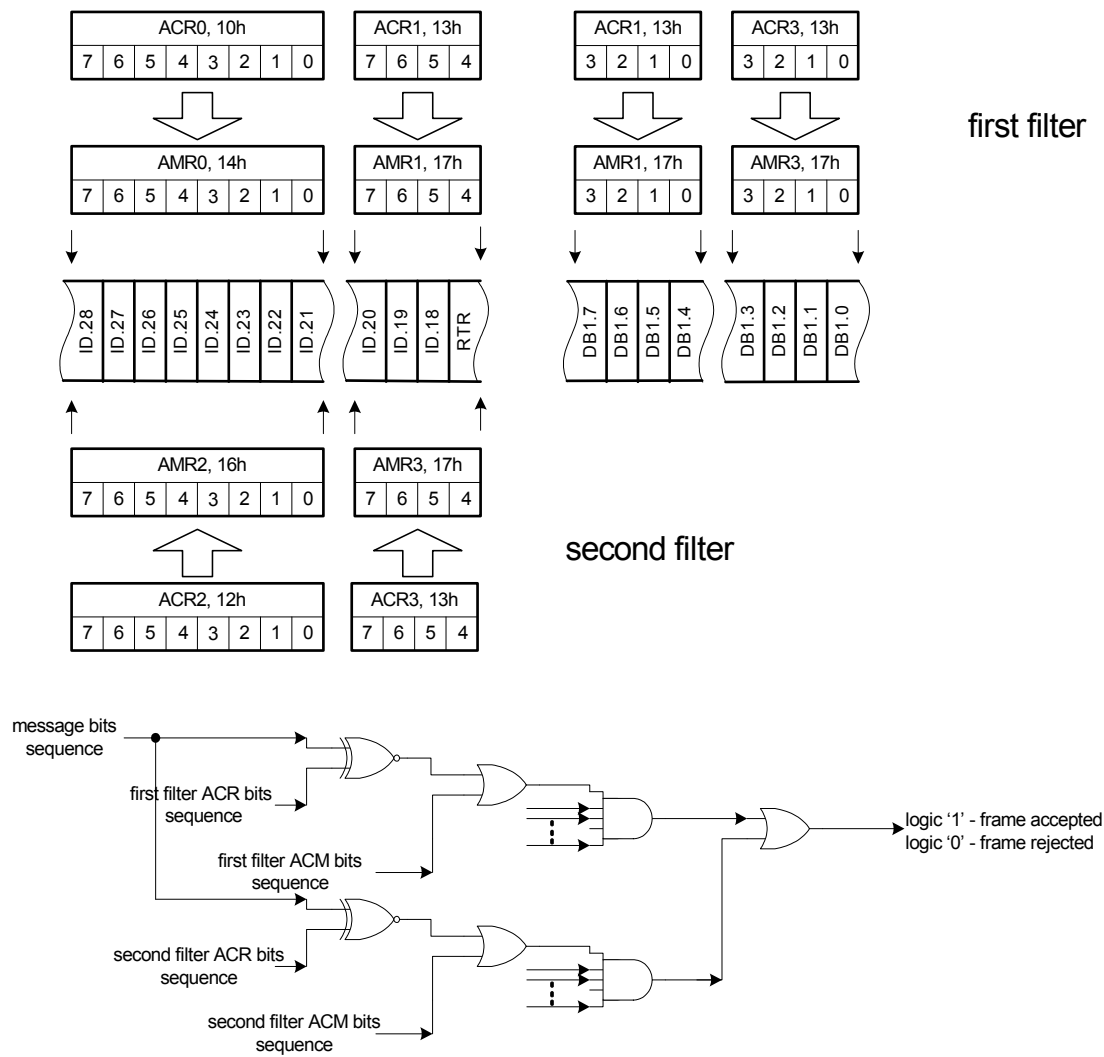 ACR0, 10h
7 6 5 4 3 2 1 0
ACR1, 13h
7 6 5 4
ACR1, 13h
3 2 1 0
ACR3, 13h
3 2 1 0
first filter
AMR0, 14h
7 6 5 4 3 2 1 0
AMR1, 17h
7 6 5 4
AMR1, 17h
3 2 1 0
AMR3, 17h
3 2 1 0
ID.28 ID.27 ID.26 ID.25 ID.24 ID.23 ID.22 ID.21
ID.20 ID.19 ID.18 RTR
DB1.7 DB1.6 DB1.5 DB1.4
DB1.3 DB1.2 DB1.1 DB1.0
AMR2, 16h
7 6 5 4 3 2 1 0
AMR3, 17h
7 6 5 4
second filter
ACR2, 12h
7 6 5 4 3 2 1 0
ACR3, 13h
7 6 5 4
message bits
sequence
first filter ACR bits
sequence
first filter ACM bits
sequence
logic ‘1’ - frame accepted
logic ‘0’ - frame rejected
second filter ACR bits
sequence
second filter ACM bits
sequence